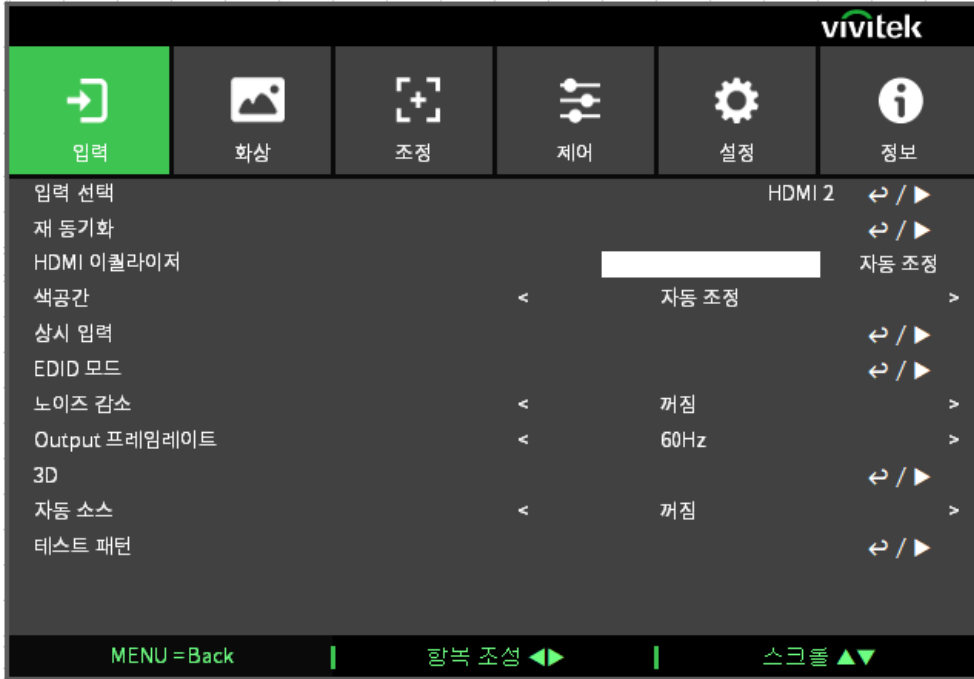 vivitek
입력 화상 조정 제어 설정 정보
입력 선택 HDMI 2 ↩ / ▶
재 동기화 ↩ / ▶
HDMI 이퀄라이저 자동 조정
색공간 < 자동 조정 >
상시 입력 ↩ / ▶
EDID 모드 ↩ / ▶
노이즈 감소 < 꺼짐 >
Output 프레임레이트 < 60Hz >
3D ↩ / ▶
자동 소스 < 꺼짐 >
테스트 패턴 ↩ / ▶
MENU = Back 항복 조성 ◀▶ 스크롤 ▲▼